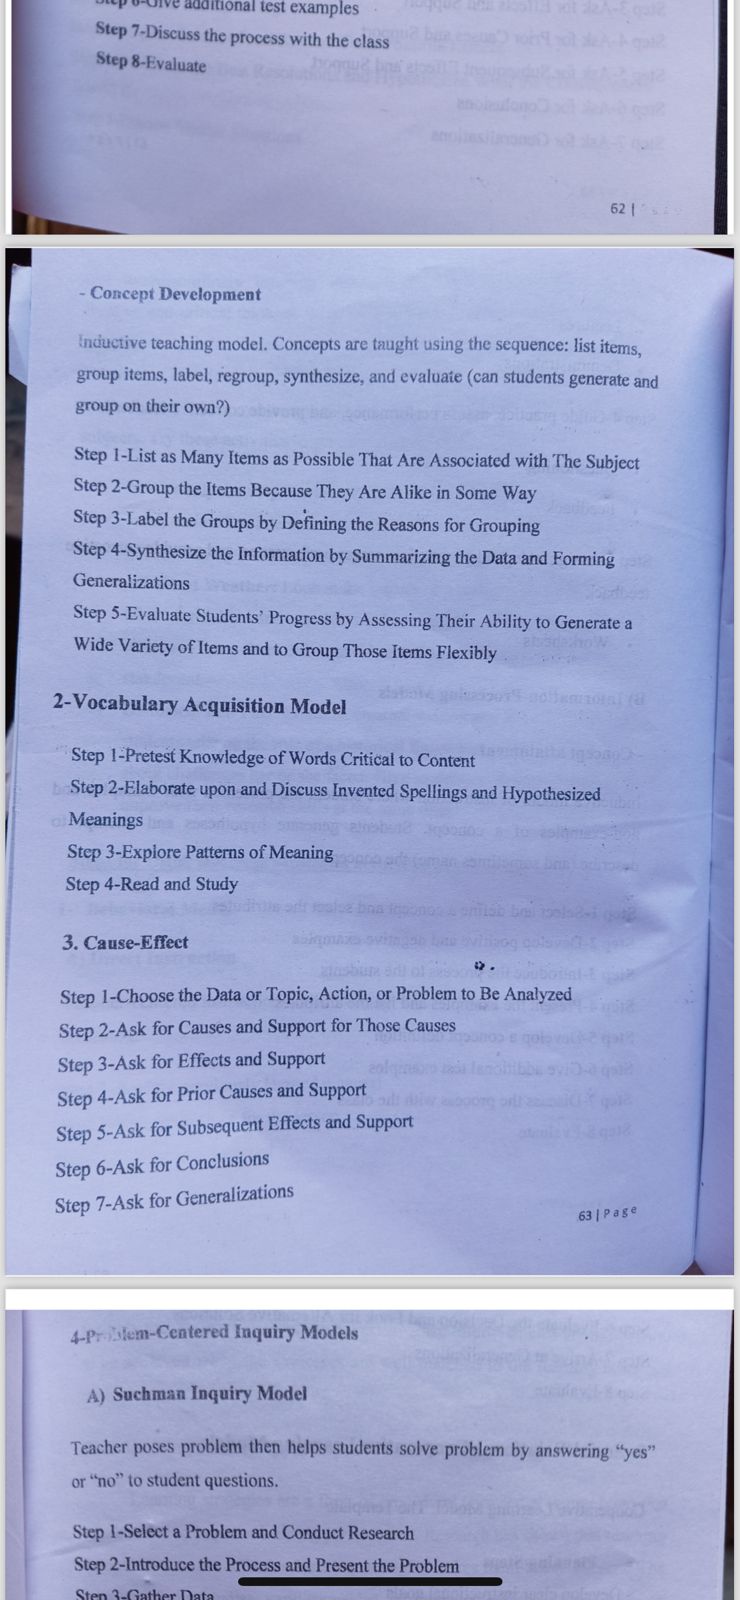 Step 6-Give additional test examples
Step 7-Discuss the process with the class
Step 8-Evaluate
62 |
- Concept Development
Inductive teaching model. Concepts are taught using the sequence: list items,
group items, label, regroup, synthesize, and evaluate (can students generate and
group on their own?)
Step 1-List as Many Items as Possible That Are Associated with The Subject
Step 2-Group the Items Because They Are Alike in Some Way
Step 3-Label the Groups by Defining the Reasons for Grouping
Step 4-Synthesize the Information by Summarizing the Data and Forming
Generalizations
Step 5-Evaluate Students' Progress by Assessing Their Ability to Generate a
Wide Variety of Items and to Group Those Items Flexibly
2-Vocabulary Acquisition Model
Step 1-Pretest Knowledge of Words Critical to Content
Step 2-Elaborate upon and Discuss Invented Spellings and Hypothesized
Meanings
Step 3-Explore Patterns of Meaning
Step 4-Read and Study
3. Cause-Effect
Step 1-Choose the Data or Topic, Action, or Problem to Be Analyzed
Step 2-Ask for Causes and Support for Those Causes
Step 3-Ask for Effects and Support
Step 4-Ask for Prior Causes and Support
Step 5-Ask for Subsequent Effects and Support
Step 6-Ask for Conclusions
Step 7-Ask for Generalizations
63 | Page
4-Problem-Centered Inquiry Models
A) Suchman Inquiry Model
Teacher poses problem then helps students solve problem by answering “yes”
or “no” to student questions.
Step 1-Select a Problem and Conduct Research
Step 2-Introduce the Process and Present the Problem
Step 3-Gather Data